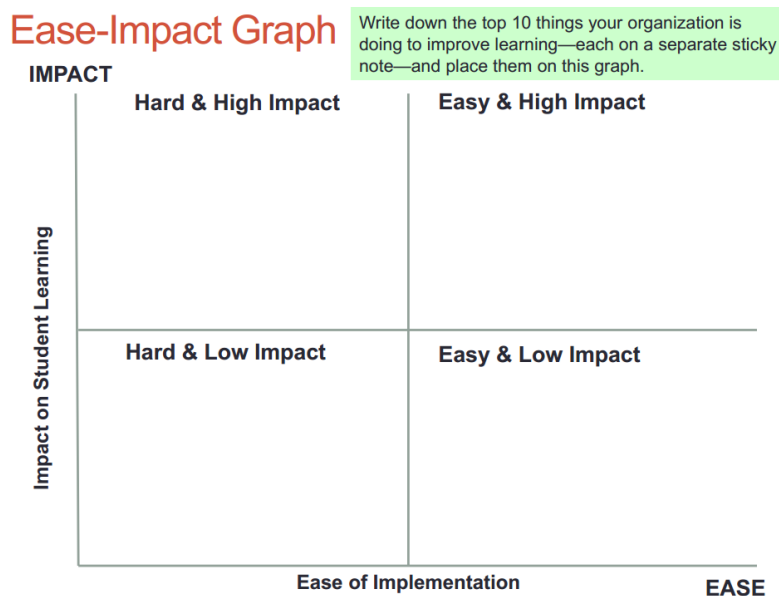 Ease-Impact Graph
Write down the top 10 things your organization is
doing to improve learning—each on a separate sticky
note—and place them on this graph.
IMPACT
Hard & High Impact
Easy & High Impact
Impact on Student Learning
Hard & Low Impact
Easy & Low Impact
Ease of Implementation
EASE